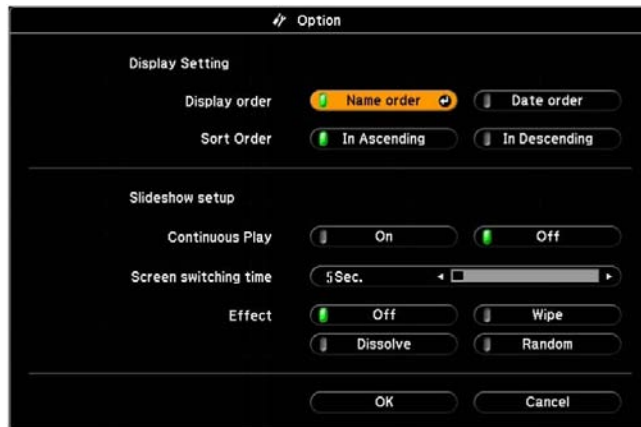 Option
Display Setting
Display order Name order Date order
Sort Order In Ascending In Descending
Slideshow setup
Continuous Play On Off
Screen switching time 5Sec.
Effect Off Wipe
Dissolve Random
OK Cancel